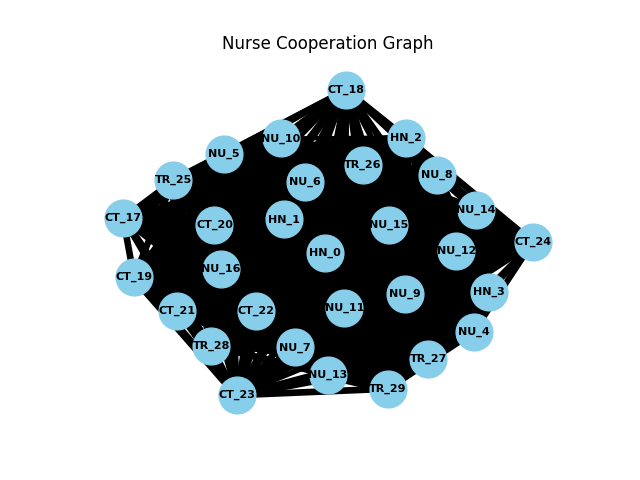 Nurse Cooperation Graph
CT_18
NU_10
HN_2
NU_5
TR_26
TR_25
NU_6
NU_8
CT_17
CT_20
HN_1
NU_15
NU_14
HN_0
NU_12
CT_24
CT_19
NU_16
CT_21
CT_22
NU_11
NU_9
HN_3
TR_28
NU_7
NU_4
NU_13
TR_27
CT_23
TR_29